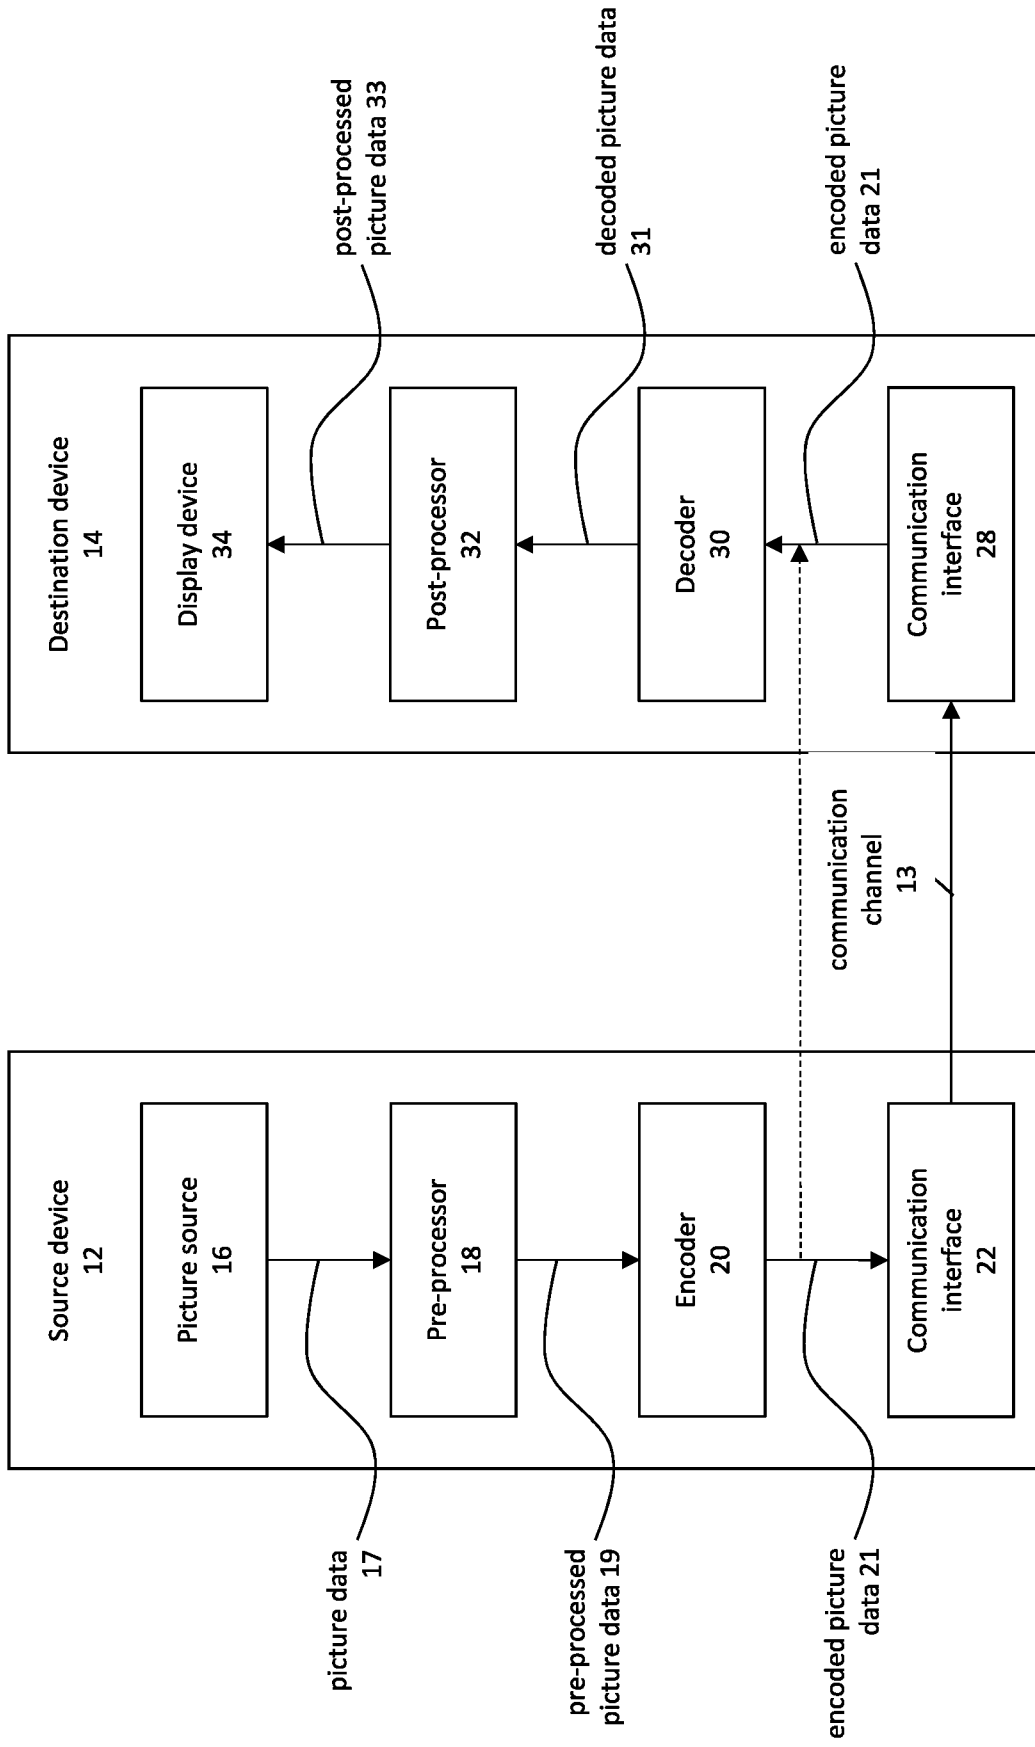 Source device
12
Picture source
16
picture data
17
Pre-processor
18
pre-processed
picture data 19
Encoder
20
encoded picture
data 21
Communication
interface
22
communication
channel
13
Destination device
14
Display device
34
post-processed
picture data 33
Post-processor
32
decoded picture data
31
Decoder
30
encoded picture
data 21
Communication
interface
28